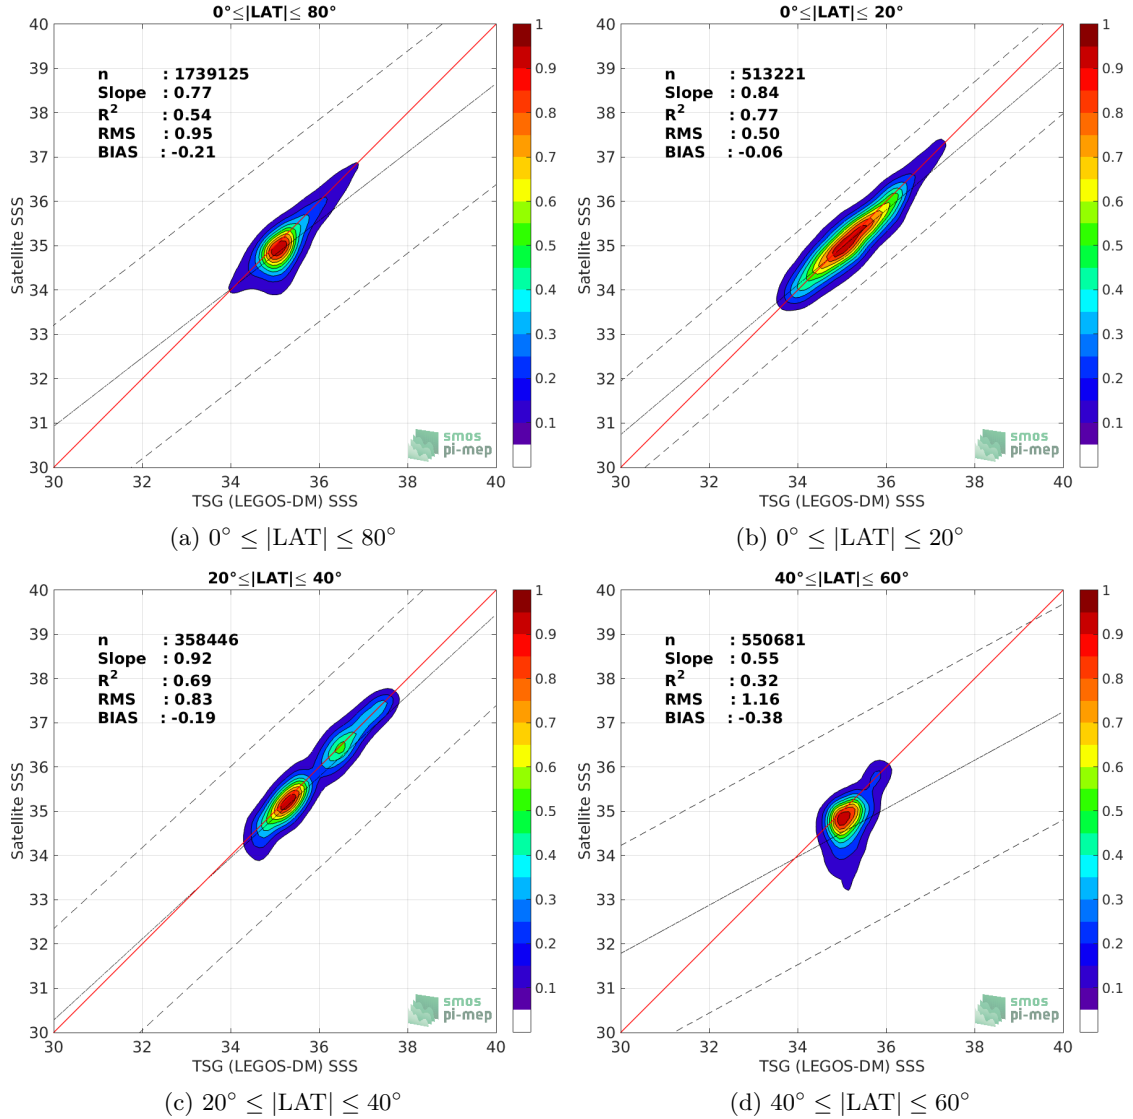 0°≤|LAT|≤ 80°
n : 1739125
Slope : 0.77
R² : 0.54
RMS : 0.95
BIAS : -0.21
40
39
38
37
36
35
34
33
32
31
30
Satellite SSS
30 32 34 36 38 40
TSG (LEGOS-DM) SSS
1
0.9
0.8
0.7
0.6
0.5
0.4
0.3
0.2
0.1
smos
pi-mep
(a) 0° ≤ |LAT| ≤ 80°
0°≤|LAT|≤ 20°
n : 513221
Slope : 0.84
R² : 0.77
RMS : 0.50
BIAS : -0.06
40
39
38
37
36
35
34
33
32
31
30
Satellite SSS
30 32 34 36 38 40
TSG (LEGOS-DM) SSS
1
0.9
0.8
0.7
0.6
0.5
0.4
0.3
0.2
0.1
smos
pi-mep
(b) 0° ≤ |LAT| ≤ 20°
20°≤|LAT|≤ 40°
n : 358446
Slope : 0.92
R² : 0.69
RMS : 0.83
BIAS : -0.19
40
39
38
37
36
35
34
33
32
31
30
Satellite SSS
30 32 34 36 38 40
TSG (LEGOS-DM) SSS
1
0.9
0.8
0.7
0.6
0.5
0.4
0.3
0.2
0.1
smos
pi-mep
(c) 20° ≤ |LAT| ≤ 40°
40°≤|LAT|≤ 60°
n : 550681
Slope : 0.55
R² : 0.32
RMS : 1.16
BIAS : -0.38
40
39
38
37
36
35
34
33
32
31
30
Satellite SSS
30 32 34 36 38 40
TSG (LEGOS-DM) SSS
1
0.9
0.8
0.7
0.6
0.5
0.4
0.3
0.2
0.1
smos
pi-mep
(d) 40° ≤ |LAT| ≤ 60°